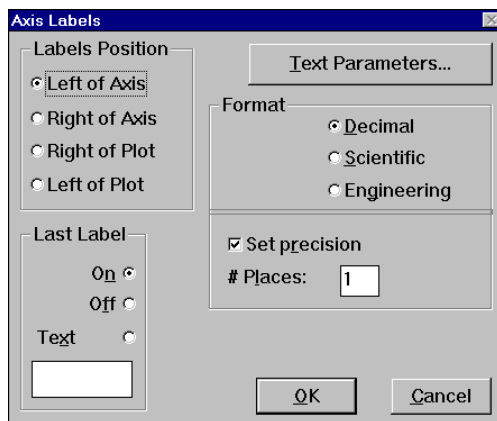 Axis Labels
Labels Position
Left of Axis
Right of Axis
Right of Plot
Left of Plot
Text Parameters...
Format
Decimal
Scientific
Engineering
Set precision
# Places: 1
Last Label
On
Off
Text
OK
Cancel